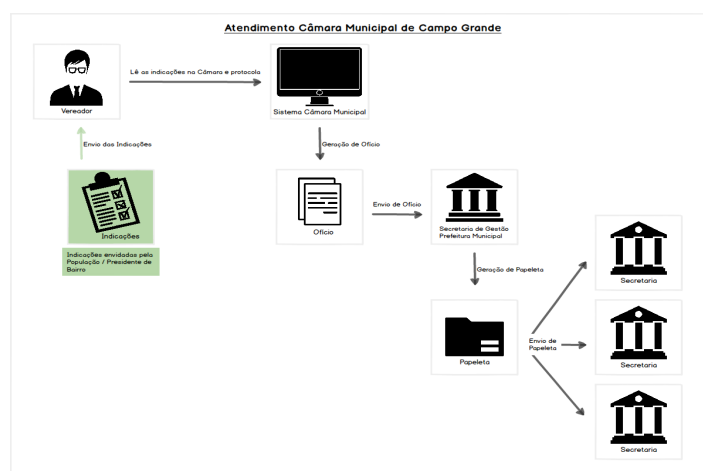 Atendimento Câmara Municipal de Campo Grande
Lê as indicações na Câmara e protocola
Vereador
Sistema Câmara Municipal
Envio das Indicações
Geração de Ofício
Indicações
Indicações envidadas pela
População / Presidente de
Bairro
Ofício
Envio de Ofício
Secretaria de Gestão
Prefeitura Municipal
Geração de Papeleta
Papeleta
Envio de
Papeleta
Secretaria
Secretaria
Secretaria